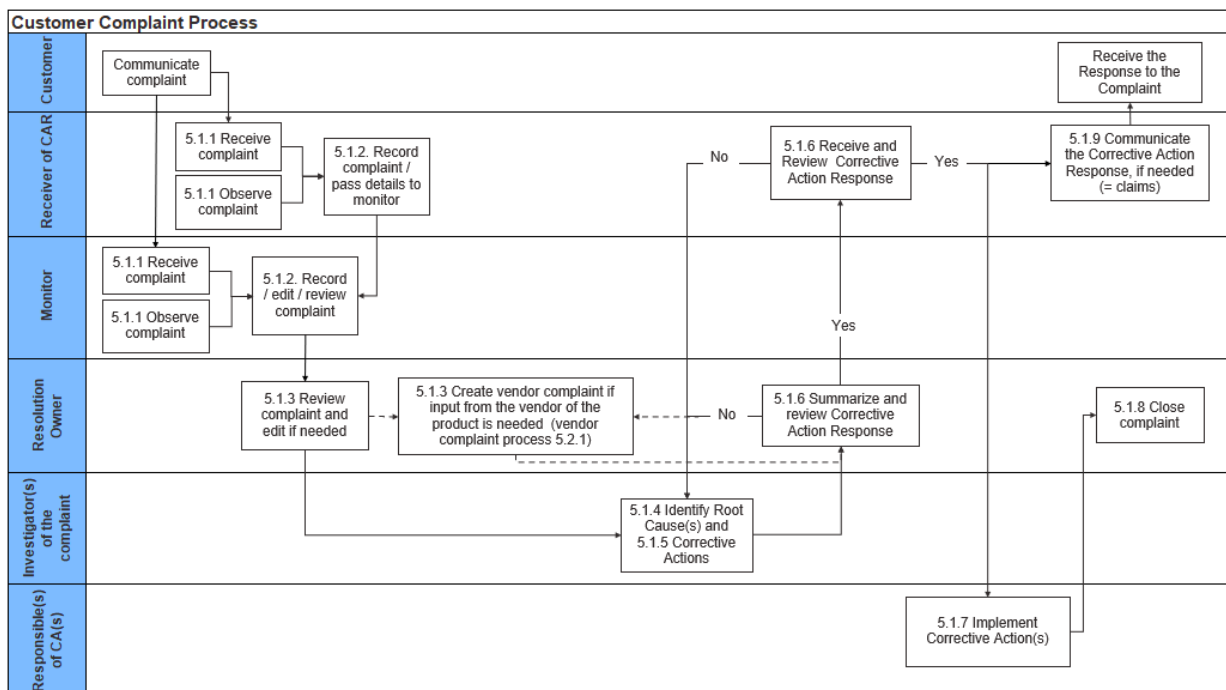 Customer Complaint Process
Customer
Communicate
complaint
Receive the
Response to the
Complaint
Receiver of CAR
5.1.1 Receive
complaint
5.1.1 Observe
complaint
5.1.2. Record
complaint /
pass details to
monitor
No
5.1.6 Receive and
Review Corrective
Action Response
Yes
5.1.9 Communicate
the Corrective Action
Response, if needed
(= claims)
Monitor
5.1.1 Receive
complaint
5.1.1 Observe
complaint
5.1.2. Record
/ edit / review
complaint
Yes
Resolution
Owner
5.1.3 Review
complaint and
edit if needed
5.1.3 Create vendor complaint if
input from the vendor of the
product is needed (vendor
complaint process 5.2.1)
No
5.1.6 Summarize and
review Corrective
Action Response
5.1.8 Close
complaint
Investigator(s)
of the
complaint
5.1.4 Identify Root
Cause(s) and
5.1.5 Corrective
Actions
Responsible(s)
of CA(s)
5.1.7 Implement
Corrective Action(s)